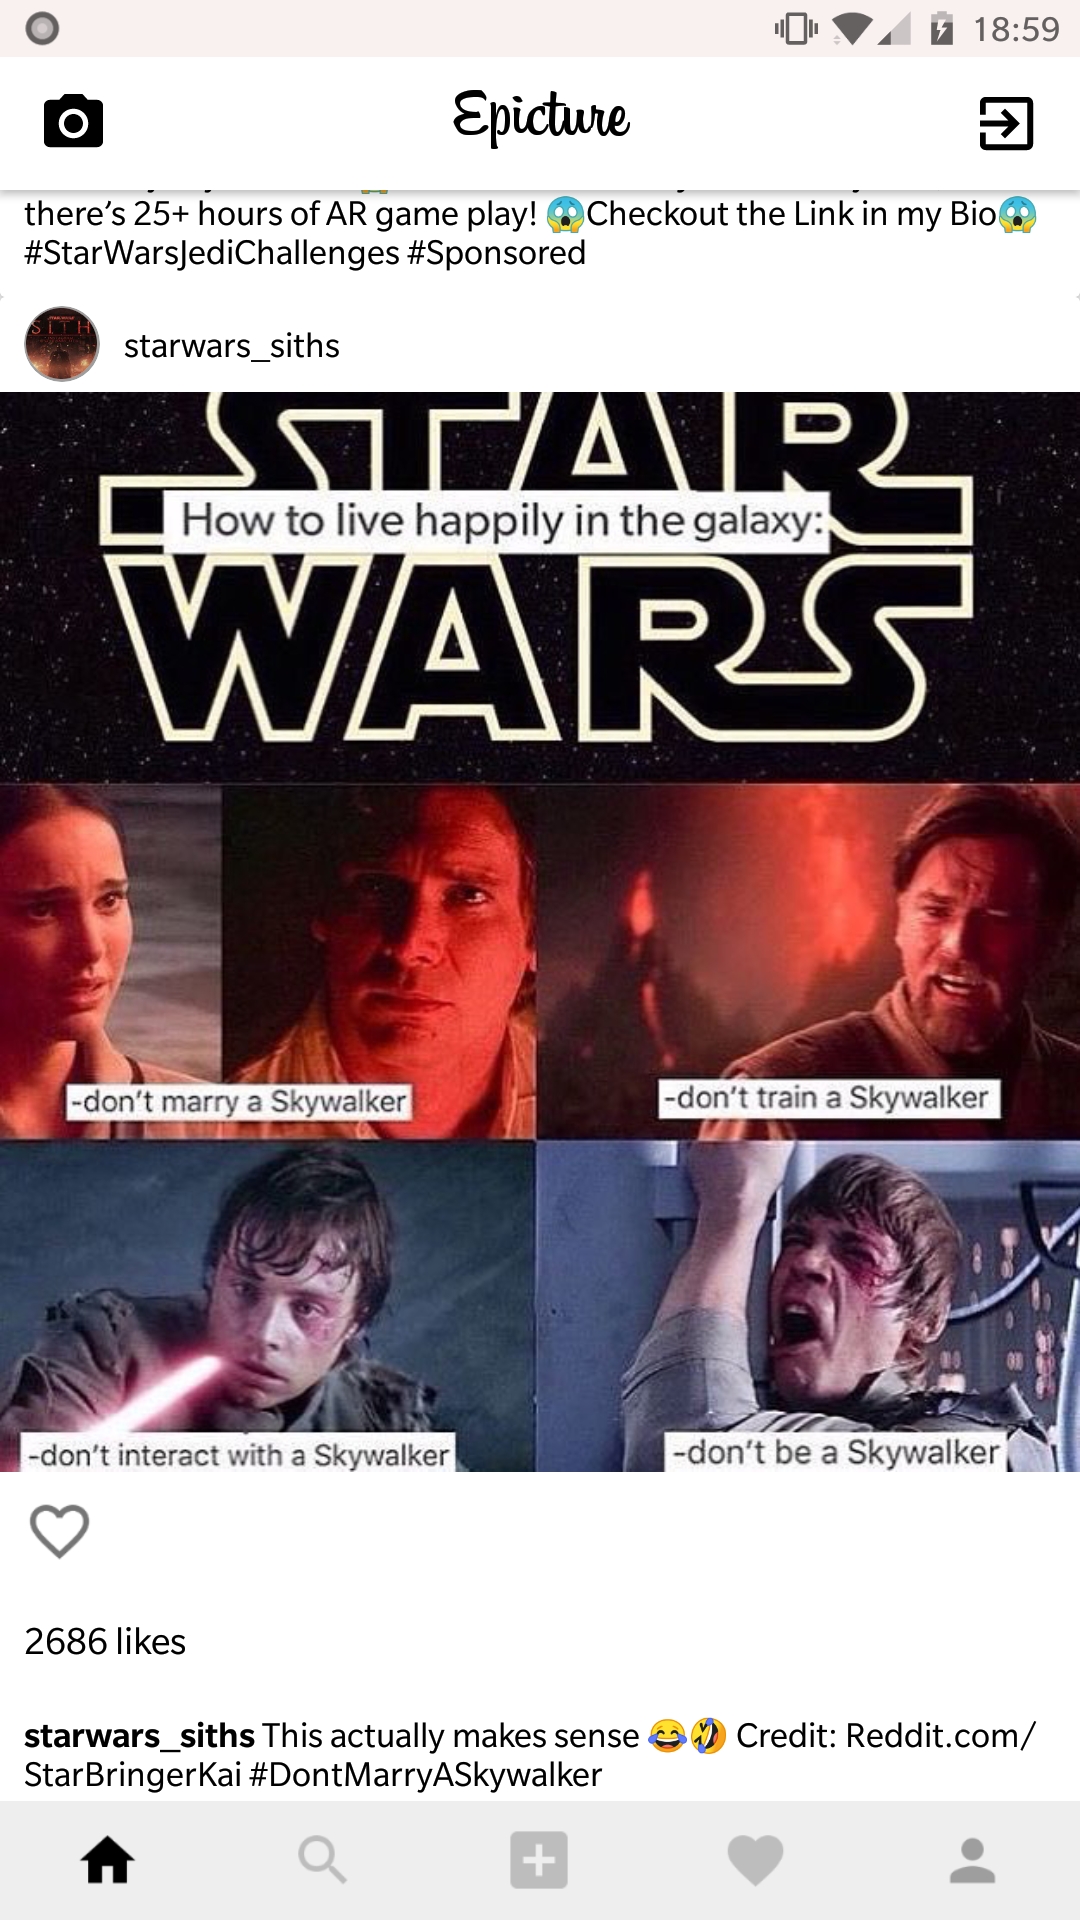 18:59
Epicture
there’s 25+ hours of AR game play! 😱Checkout the Link in my Bio😱
#StarWarsJediChallenges #Sponsored
SITH
starwars_siths
STAR
How to live happily in the galaxy:
WARS
-don't marry a Skywalker
-don't train a Skywalker
-don't interact with a Skywalker
-don't be a Skywalker
2686 likes
starwars_siths This actually makes sense 😂🤣 Credit: Reddit.com/
StarBringerKai #DontMarryASkywalker